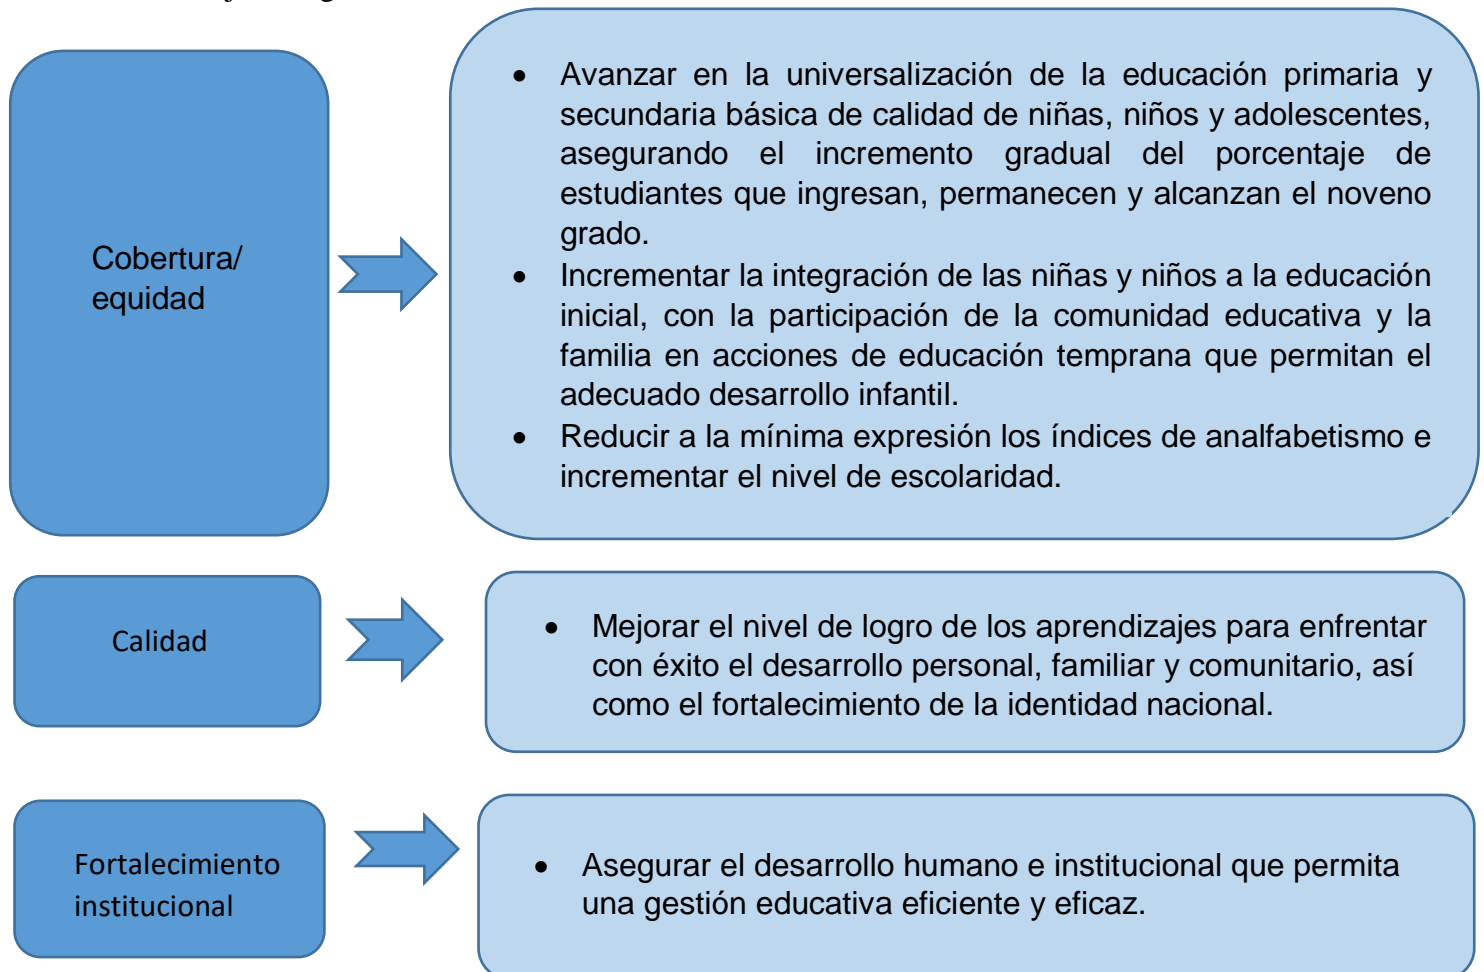 Cobertura/
equidad
• Avanzar en la universalización de la educación primaria y
secundaria básica de calidad de niñas, niños y adolescentes,
asegurando el incremento gradual del porcentaje de
estudiantes que ingresan, permanecen y alcanzan el noveno
grado.
• Incrementar la integración de las niñas y niños a la educación
inicial, con la participación de la comunidad educativa y la
familia en acciones de educación temprana que permitan el
adecuado desarrollo infantil.
• Reducir a la mínima expresión los índices de analfabetismo e
incrementar el nivel de escolaridad.
Calidad
• Mejorar el nivel de logro de los aprendizajes para enfrentar
con éxito el desarrollo personal, familiar y comunitario, así
como el fortalecimiento de la identidad nacional.
Fortalecimiento
institucional
• Asegurar el desarrollo humano e institucional que permita
una gestión educativa eficiente y eficaz.